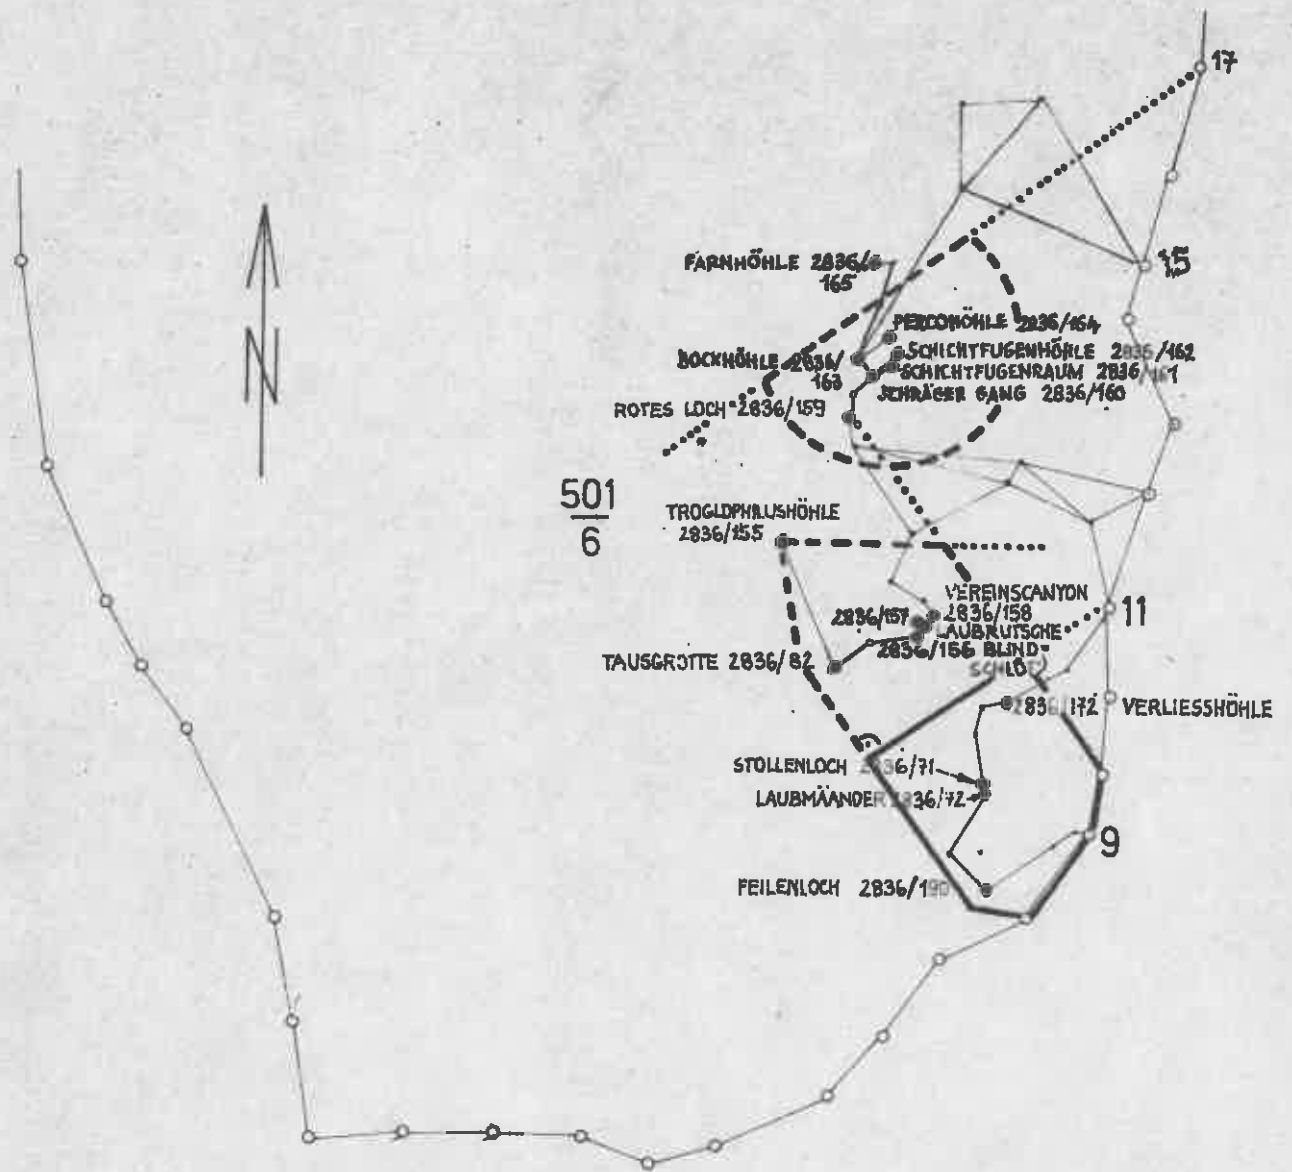 17
15
N
FARNHÖHLE 2836/
165
PERCOHÖHLE 2836/164
BOCKHÖHLE 2836/
163
SCHICHTFUGENHÖHLE 2836/162
SCHICHTFUGENRAUM 2836/161
SCHRÄGER GANG 2836/160
ROTES LOCH 2836/159
501
6
TROGLOPHILUSHÖHLE
2836/155
VEREINSCANYON
2836/158
2836/157
LAUBRUTSCHE
2836/156 BLIND-
11
TAUSGROTTE 2836/82
2836/172 VERLIESSHÖHLE
STOLLENLOCH 2836/71
LAUBMÄANDER 2836/72
9
FEILENLOCH 2836/190